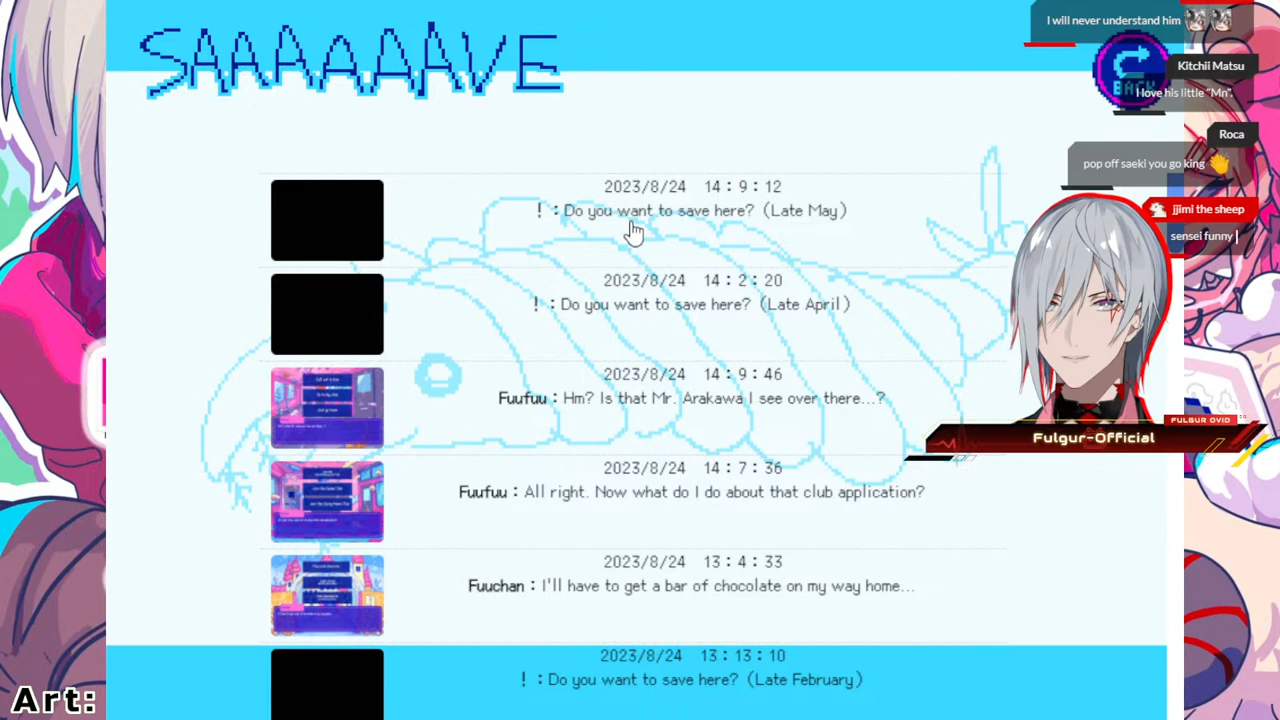 SAAAAAAVE
I will never understand him
BACK
Kitchii Matsu
I love his little "Mn".
Roca
pop off saeki you go king 👏
jjimi the sheep
sensei funny
2023/8/24 14:9:12
！：Do you want to save here? (Late May)
2023/8/24 14:2:20
！：Do you want to save here? (Late April)
2023/8/24 14:9:46
Fuufuu：Hm? Is that Mr. Arakawa I see over there...?
2023/8/24 14:7:36
Fuufuu：All right. Now what do I do about that club application?
2023/8/24 13:4:33
Fuuchan：I'll have to get a bar of chocolate on my way home...
2023/8/24 13:13:10
！：Do you want to save here? (Late February)
FULGUR OVID
Fulgur-Official
Art: